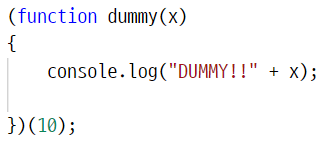 (function dummy(x)
{
    console.log("DUMMY!!" + x);
})(10);